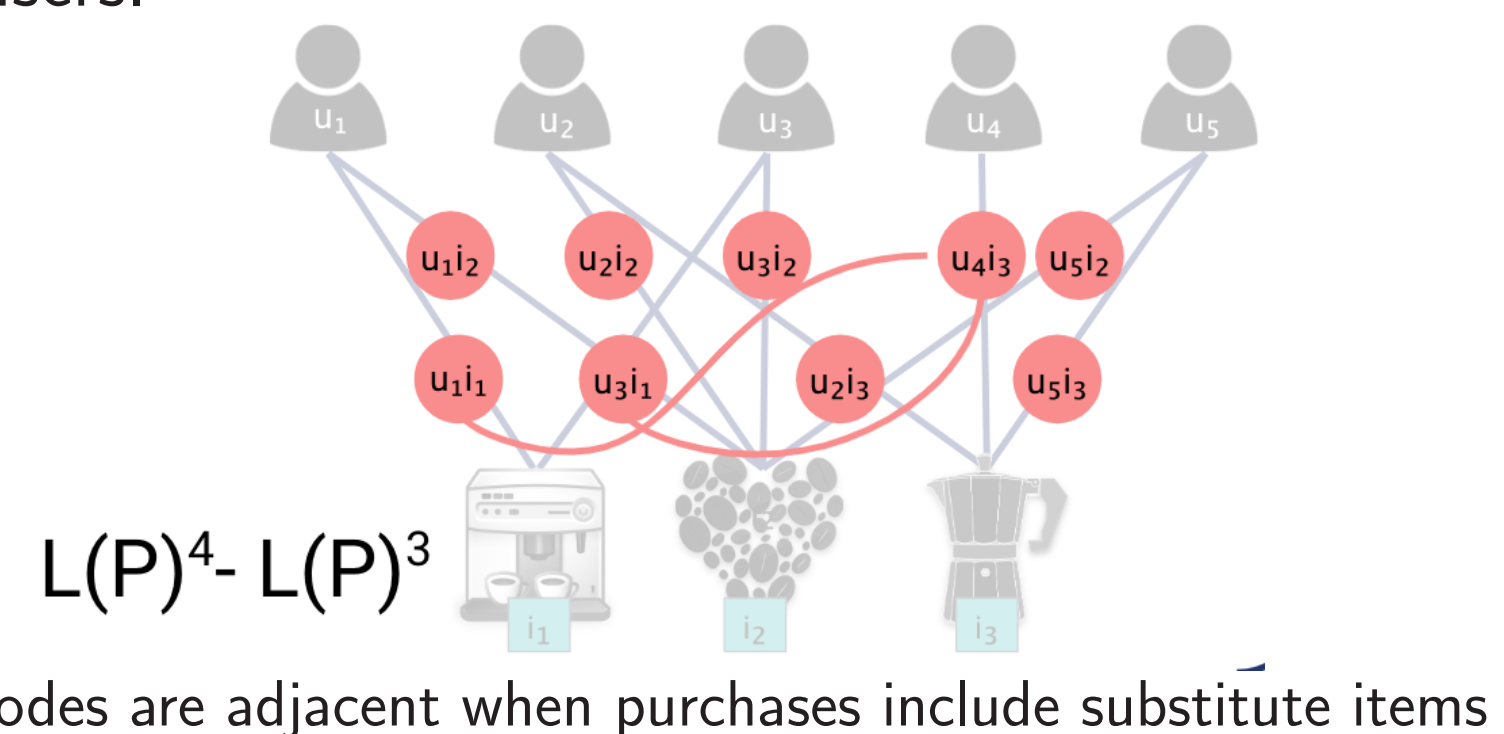 users.
u₁ u₂ u₃ u₄ u₅
u₁i₂ u₂i₂ u₃i₂ u₄i₃ u₅i₂
u₁i₁ u₃i₁ u₂i₃ u₅i₃
L(P)⁴- L(P)³
i₁ i₂ i₃
odes are adjacent when purchases include substitute items